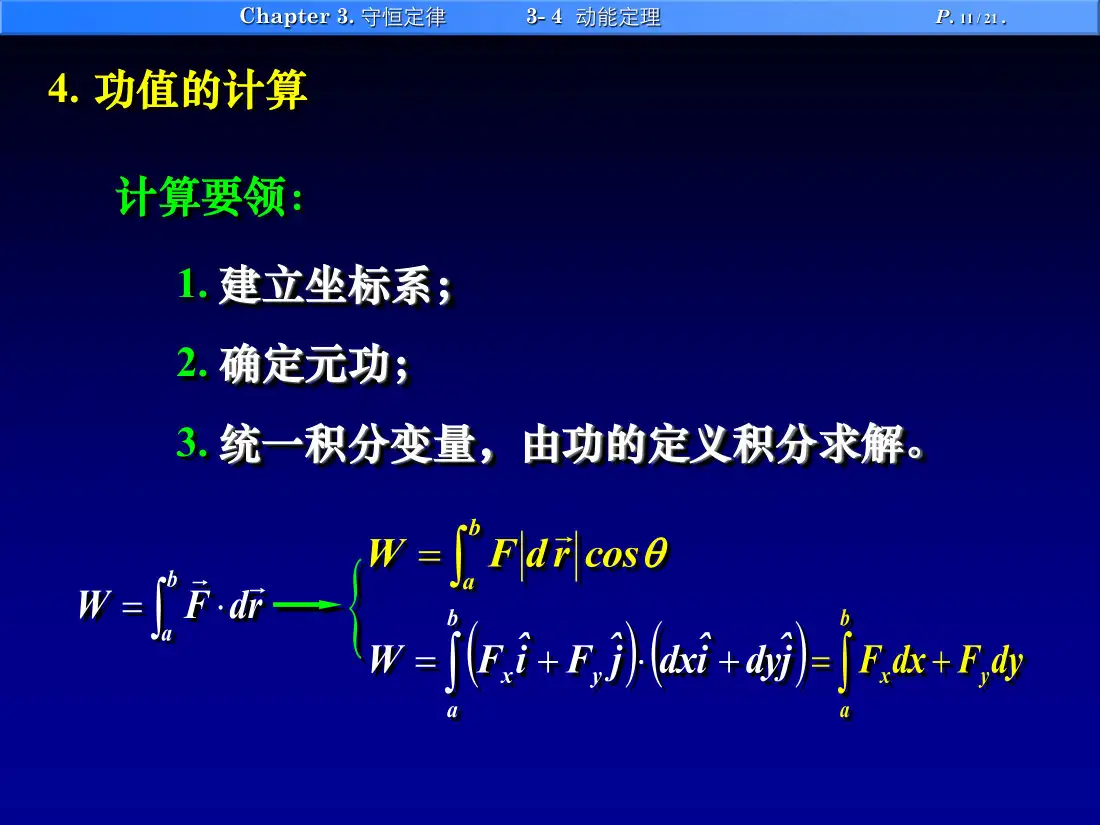 Chapter 3. 守恒定律 3- 4 动能定理 P. 11 / 21 .
4. 功值的计算
计算要领：
1. 建立坐标系；
2. 确定元功；
3. 统一积分变量，由功的定义积分求解。
W = ∫_a^b F⃗ · dr⃗
W = ∫_a^b F|d r⃗| cosθ
W = ∫_a^b (F_x î + F_y ĵ) · (dxî + dyĵ) = ∫_a^b F_x dx + F_y dy